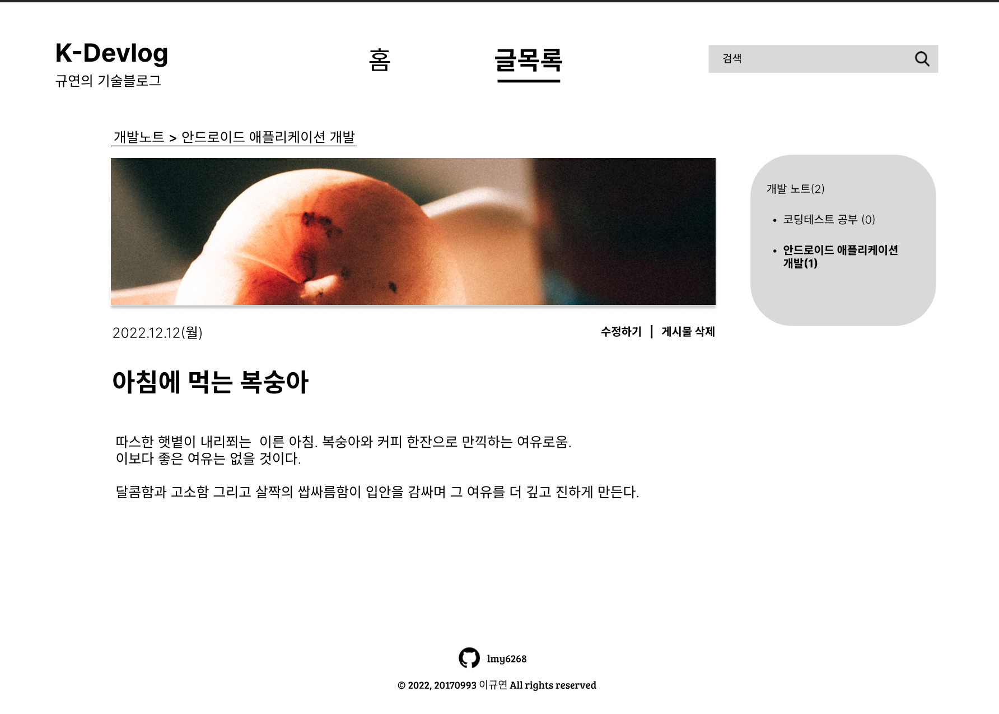 K-Devlog
규연의 기술블로그
홈
글목록
검색
개발노트 > 안드로이드 애플리케이션 개발
개발 노트(2)
• 코딩테스트 공부 (0)
• 안드로이드 애플리케이션
개발(1)
2022.12.12(월)
수정하기 | 게시물 삭제
아침에 먹는 복숭아
따스한 햇볕이 내리쬐는  이른 아침. 복숭아와 커피 한잔으로 만끽하는 여유로움.
이보다 좋은 여유는 없을 것이다.
달콤함과 고소함 그리고 살짝의 쌉싸름함이 입안을 감싸며 그 여유를 더 깊고 진하게 만든다.
lmy6268
© 2022, 20170993 이규연 All rights reserved